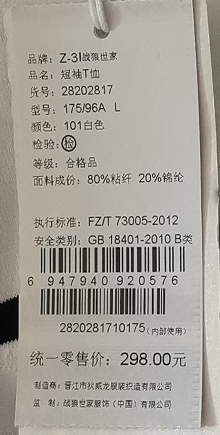 品牌：Z-3I战狼世家
品名：短袖T恤
货号：28202817
型号：175/96A L
颜色：101白色
检验：检
等级：合格品
面料成份：80%粘纤 20%锦纶
执行标准：FZ/T 73005-2012
安全类别：GB 18401-2010 B类
6 947940 920576
2820281710175(内部使用)
统一零售价：298.00元
制造商：晋江市狄威龙服装织造有限公司
监 制：战狼世家服饰（中国）有限公司